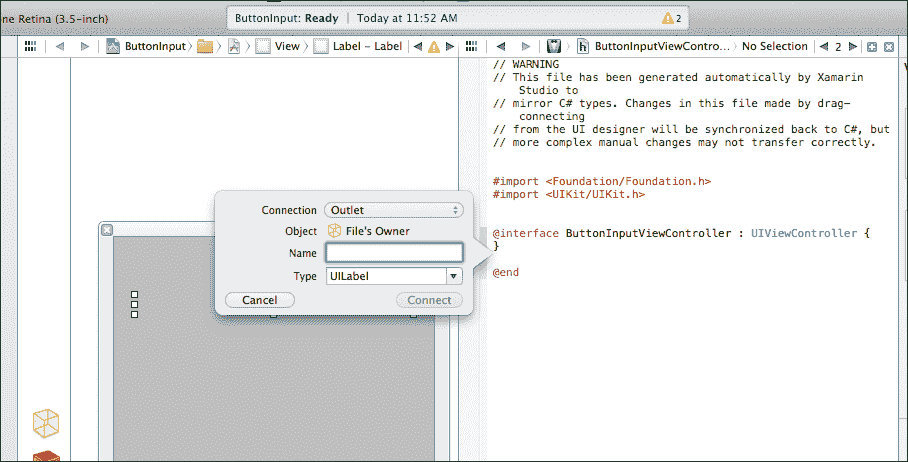 ne Retina (3.5-inch)
ButtonInput: Ready | Today at 11:52 AM
2
ButtonInput
View
Label - Label
ButtonInputViewContro...
No Selection
2
// WARNING
// This file has been generated automatically by Xamarin
Studio to
// mirror C# types. Changes in this file made by drag-
connecting
// from the UI designer will be synchronized back to C#, but
// more complex manual changes may not transfer correctly.
#import <Foundation/Foundation.h>
#import <UIKit/UIKit.h>
@interface ButtonInputViewController : UIViewController {
}
@end
Connection Outlet
Object File's Owner
Name
Type UILabel
Cancel Connect